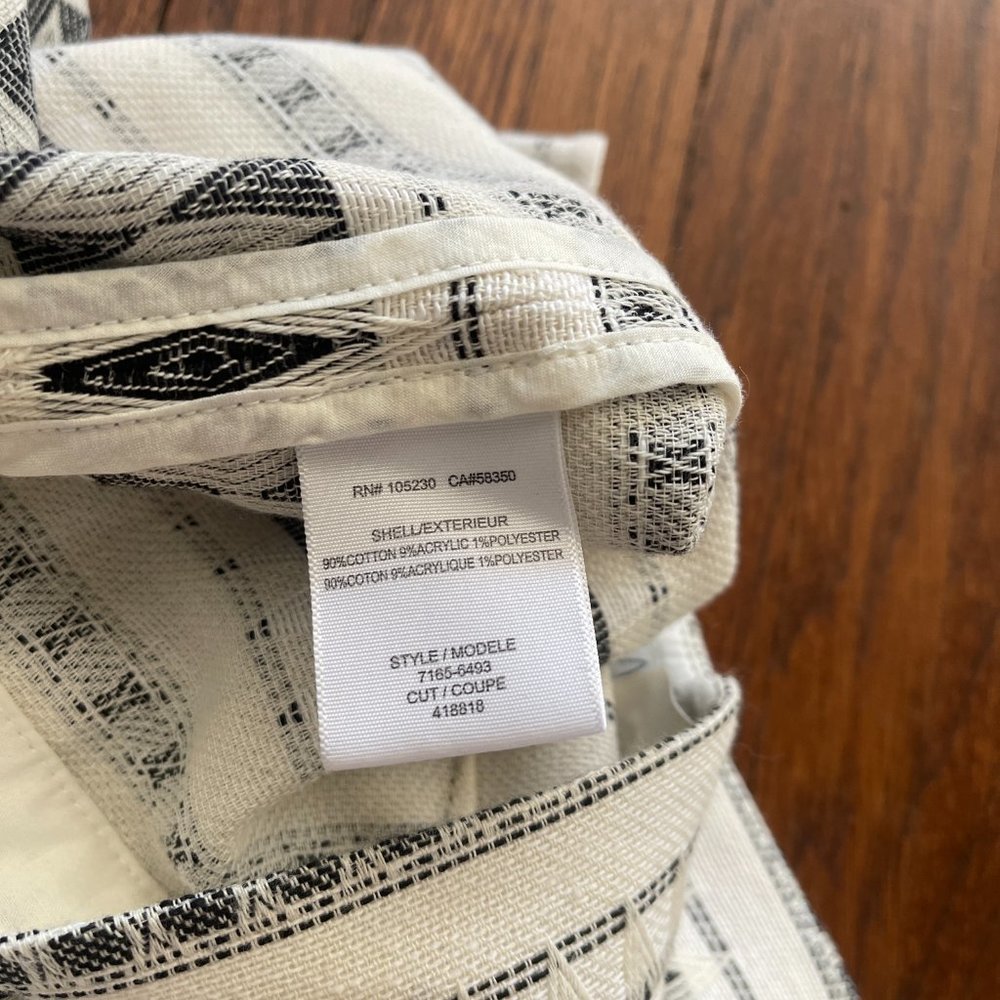 RN# 105230 CA#58350
SHELL/EXTERIEUR
90%COTTON 9%ACRYLIC 1%POLYESTER
90%COTON 9%ACRYLIQUE 1%POLYESTER
STYLE / MODELE
7165-6493
CUT / COUPE
418818